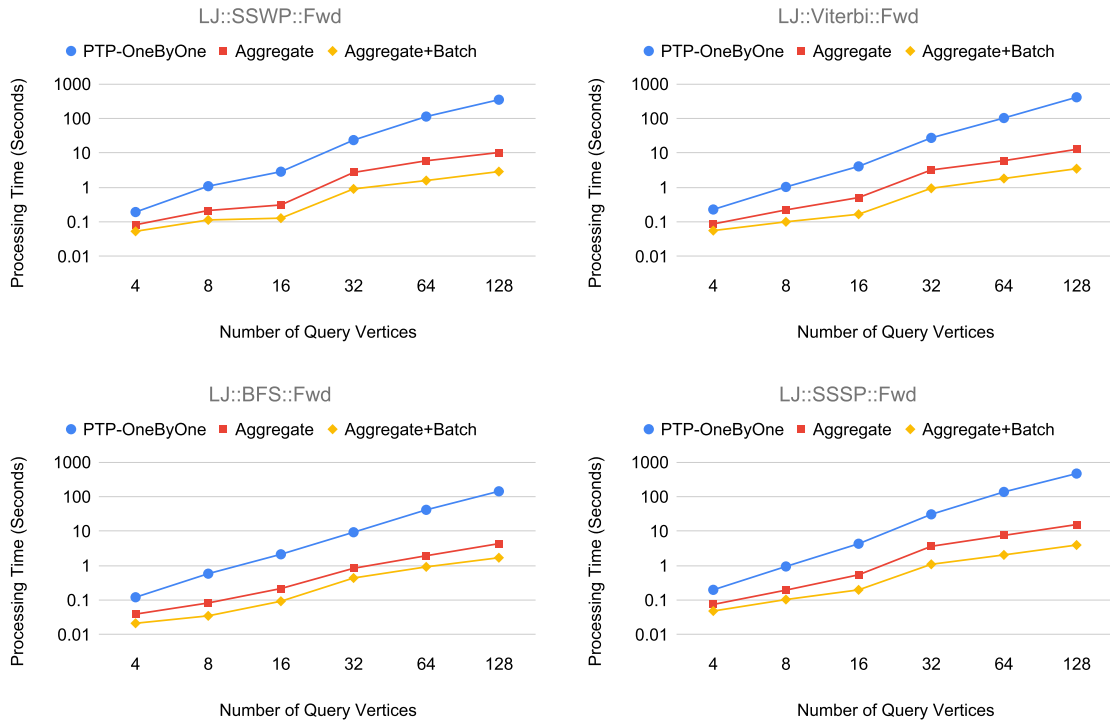 LJ::SSWP::Fwd
PTP-OneByOne Aggregate Aggregate+Batch
Processing Time (Seconds)
1000
100
10
1
0.1
0.01
4 8 16 32 64 128
Number of Query Vertices
LJ::Viterbi::Fwd
PTP-OneByOne Aggregate Aggregate+Batch
Processing Time (Seconds)
1000
100
10
1
0.1
0.01
4 8 16 32 64 128
Number of Query Vertices
LJ::BFS::Fwd
PTP-OneByOne Aggregate Aggregate+Batch
Processing Time (Seconds)
1000
100
10
1
0.1
0.01
4 8 16 32 64 128
Number of Query Vertices
LJ::SSSP::Fwd
PTP-OneByOne Aggregate Aggregate+Batch
Processing Time (Seconds)
1000
100
10
1
0.1
0.01
4 8 16 32 64 128
Number of Query Vertices